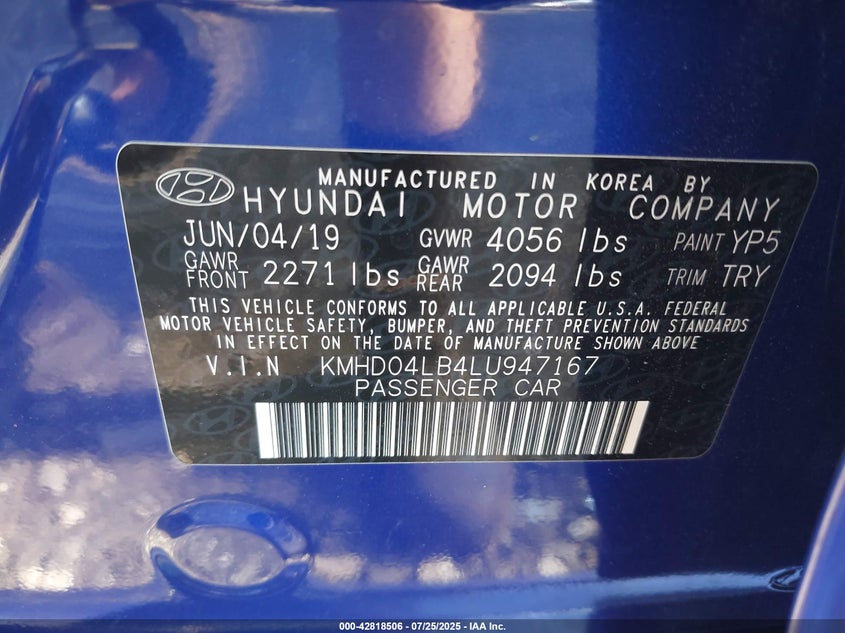 MANUFACTURED IN KOREA BY
HYUNDAI MOTOR COMPANY
JUN/04/19 GVWR 4056 lbs PAINT YP5
GAWR FRONT 2271 lbs GAWR REAR 2094 lbs TRIM TRY
THIS VEHICLE CONFORMS TO ALL APPLICABLE U.S.A. FEDERAL
MOTOR VEHICLE SAFETY, BUMPER, AND THEFT PREVENTION STANDARDS
IN EFFECT ON THE DATE OF MANUFACTURE SHOWN ABOVE.
V.I.N KMHD04LB4LU947167
PASSENGER CAR
000-42818506 - 07/25/2025 - IAA Inc.